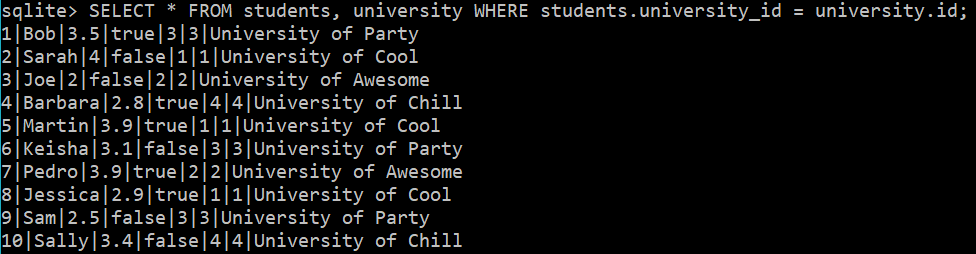 sqlite> SELECT * FROM students, university WHERE students.university_id = university.id;
1|Bob|3.5|true|3|3|University of Party
2|Sarah|4|false|1|1|University of Cool
3|Joe|2|false|2|2|University of Awesome
4|Barbara|2.8|true|4|4|University of Chill
5|Martin|3.9|true|1|1|University of Cool
6|Keisha|3.1|false|3|3|University of Party
7|Pedro|3.9|true|2|2|University of Awesome
8|Jessica|2.9|true|1|1|University of Cool
9|Sam|2.5|false|3|3|University of Party
10|Sally|3.4|false|4|4|University of Chill